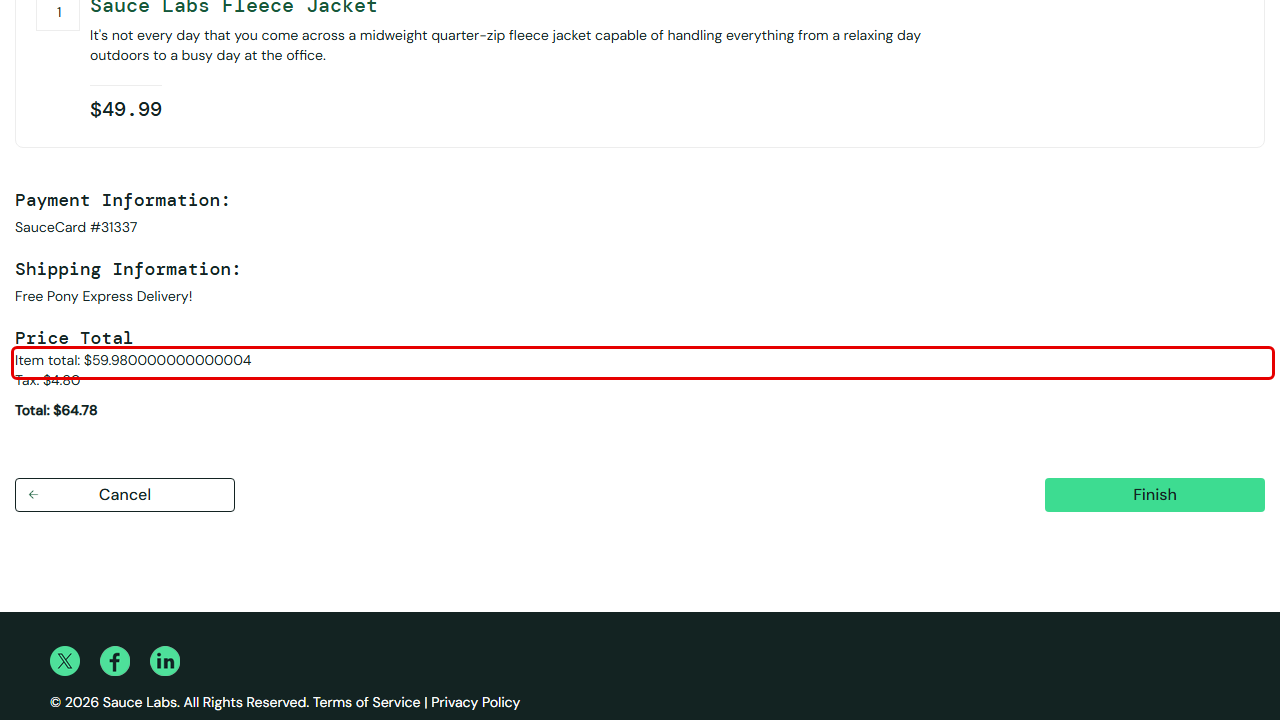 1
Sauce Labs Fleece Jacket
It's not every day that you come across a midweight quarter-zip fleece jacket capable of handling everything from a relaxing day
outdoors to a busy day at the office.
$49.99
Payment Information:
SauceCard #31337
Shipping Information:
Free Pony Express Delivery!
Price Total
Item total: $59.980000000000004
Tax: $4.80
Total: $64.78
← Cancel
Finish
© 2026 Sauce Labs. All Rights Reserved. Terms of Service | Privacy Policy